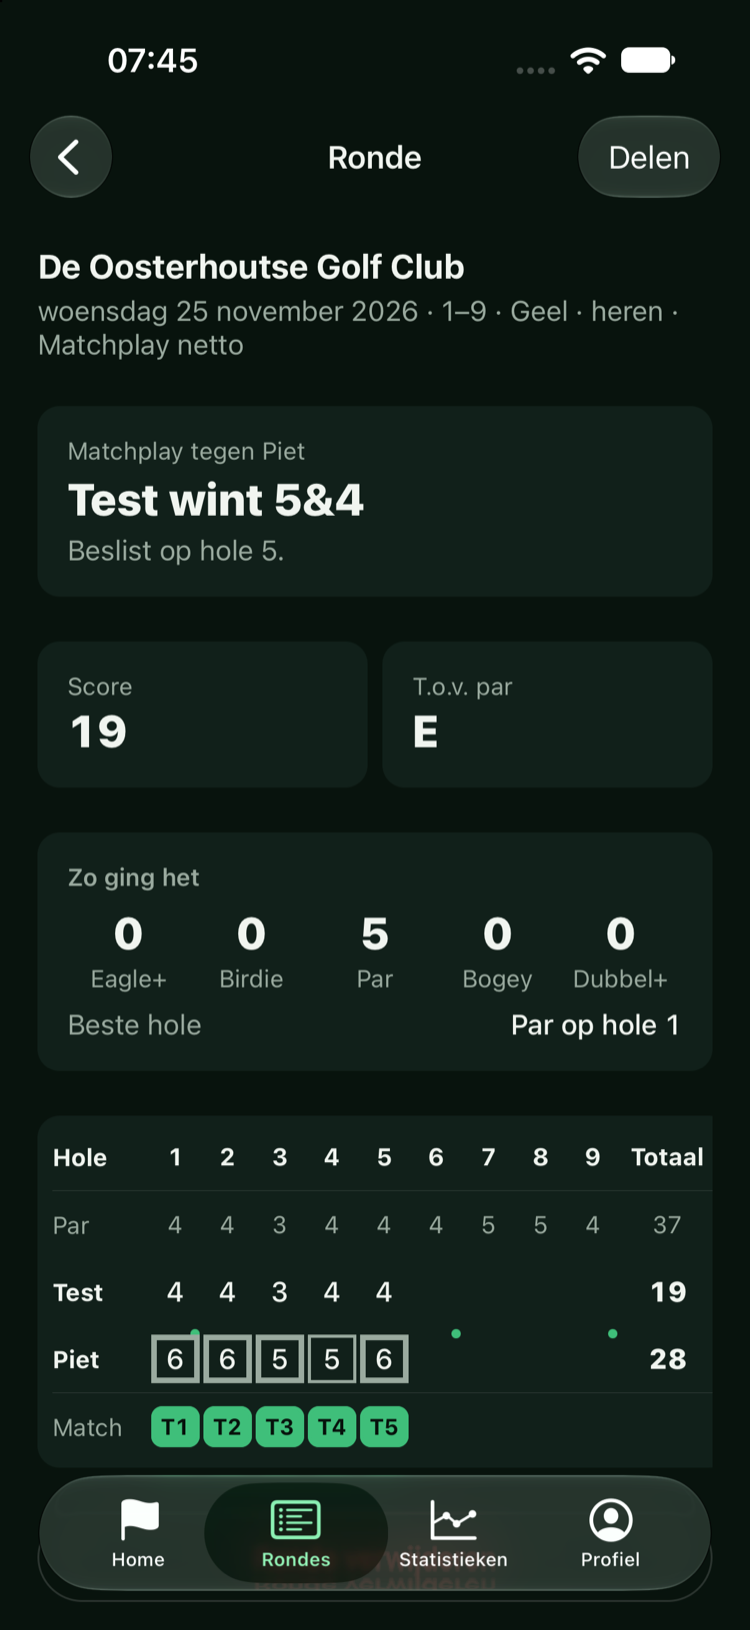 07:45
Ronde
Delen
De Oosterhoutse Golf Club
woensdag 25 november 2026 · 1–9 · Geel · heren ·
Matchplay netto
Matchplay tegen Piet
Test wint 5&4
Beslist op hole 5.
Score
19
T.o.v. par
E
Zo ging het
0 0 5 0 0
Eagle+ Birdie Par Bogey Dubbel+
Beste hole Par op hole 1
Hole 1 2 3 4 5 6 7 8 9 Totaal
Par 4 4 3 4 4 4 5 5 4 37
Test 4 4 3 4 4 19
Piet 6 6 5 5 6 28
Match T1 T2 T3 T4 T5
Home Rondes Statistieken Profiel